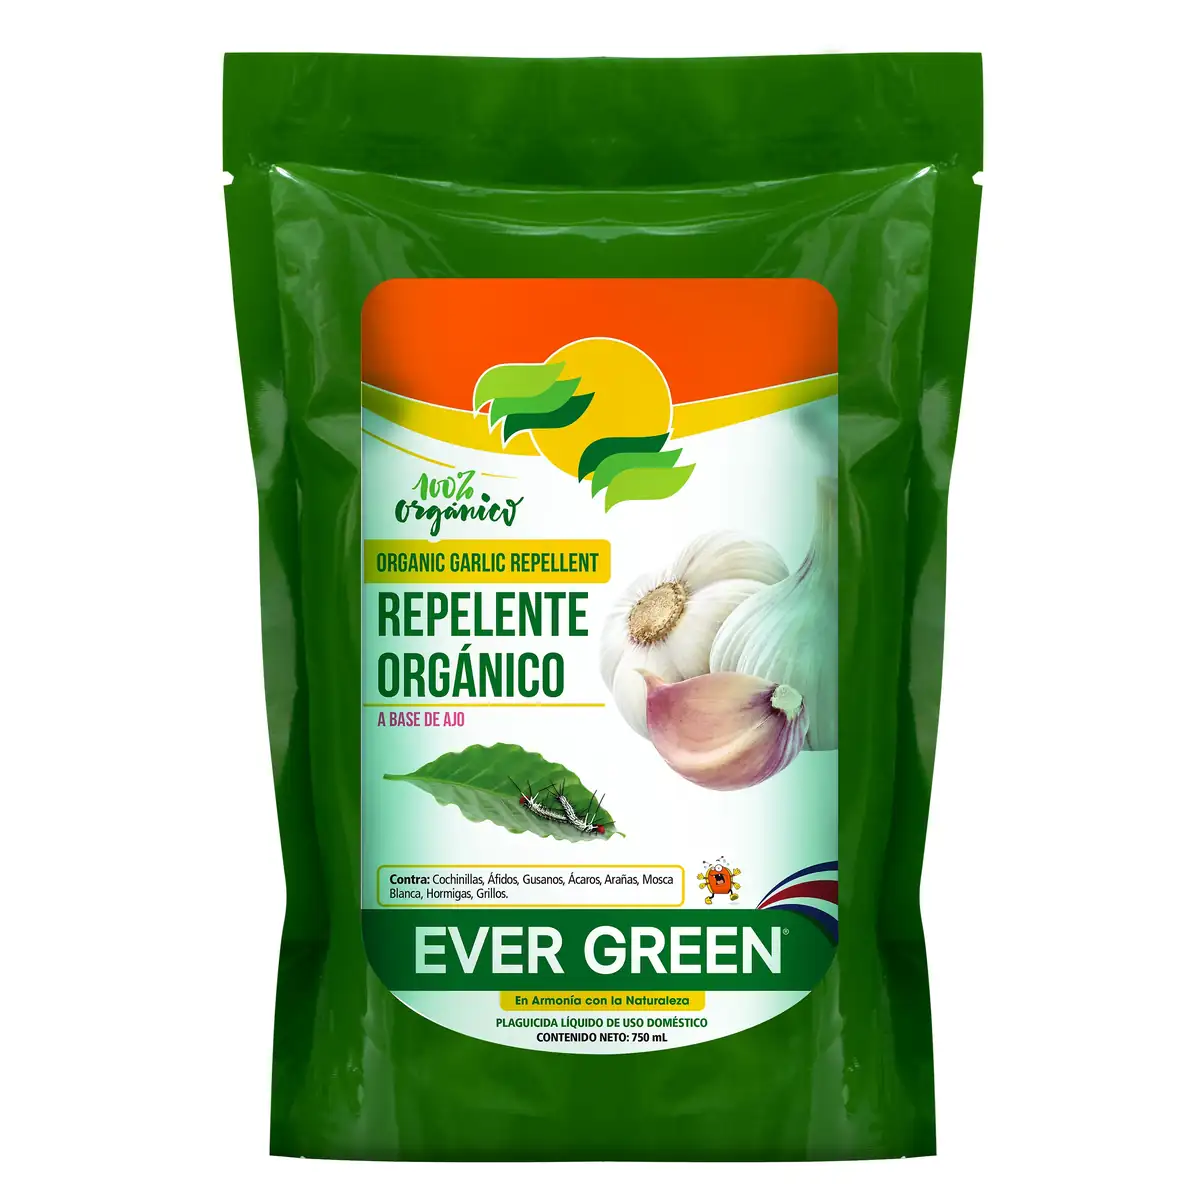 100%
orgánico
ORGANIC GARLIC REPELLENT
REPELENTE
ORGÁNICO
A BASE DE AJO
Contra: Cochinillas, Áfidos, Gusanos, Ácaros, Arañas, Mosca
Blanca, Hormigas, Grillos.
EVER GREEN®
En Armonía con la Naturaleza
PLAGUICIDA LÍQUIDO DE USO DOMÉSTICO
CONTENIDO NETO: 750 mL